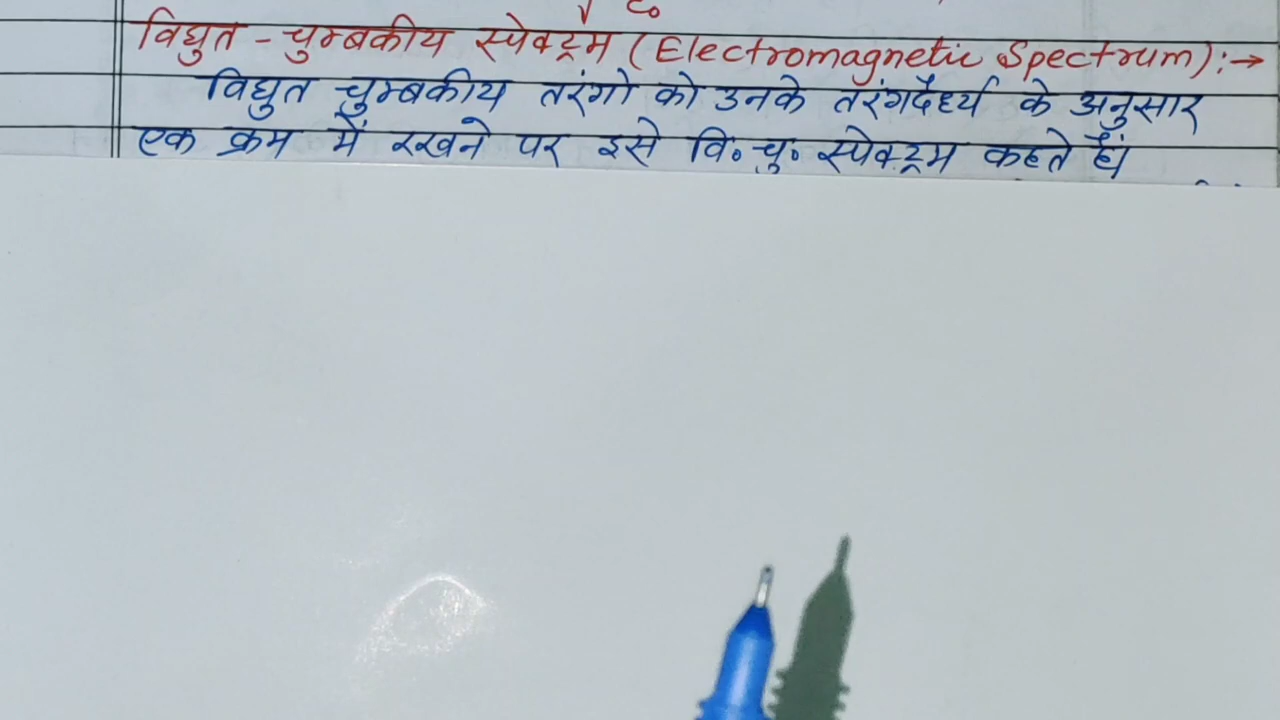 विद्युत - चुम्बकीय स्पेक्ट्रम (Electromagnetic Spectrum) :→
विद्युत चुम्बकीय तरंगो को उनके तरंगदैर्ध्य के अनुसार
एक क्रम में रखने पर इसे वि॰ चु॰ स्पेक्ट्रम कहते हैं